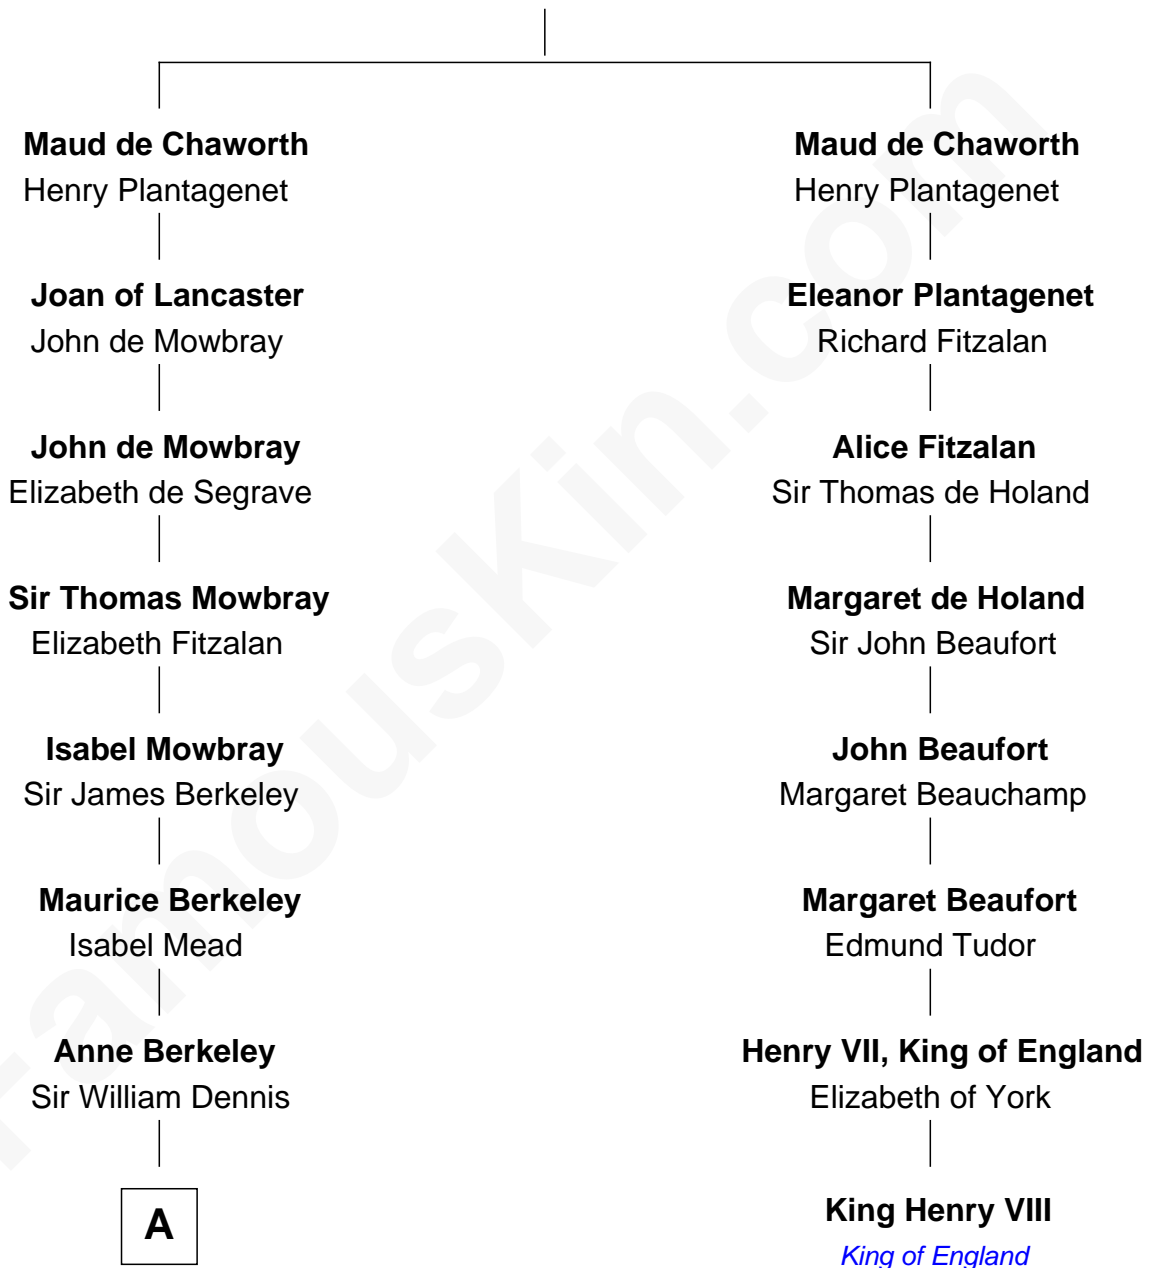 Maud de Chaworth
Henry Plantagenet
Joan of Lancaster
John de Mowbray
John de Mowbray
Elizabeth de Segrave
Sir Thomas Mowbray
Elizabeth Fitzalan
Isabel Mowbray
Sir James Berkeley
Maurice Berkeley
Isabel Mead
Anne Berkeley
Sir William Dennis
A
Maud de Chaworth
Henry Plantagenet
Eleanor Plantagenet
Richard Fitzalan
Alice Fitzalan
Sir Thomas de Holand
Margaret de Holand
Sir John Beaufort
John Beaufort
Margaret Beauchamp
Margaret Beaufort
Edmund Tudor
Henry VII, King of England
Elizabeth of York
King Henry VIII
King of England
FamousKin.com